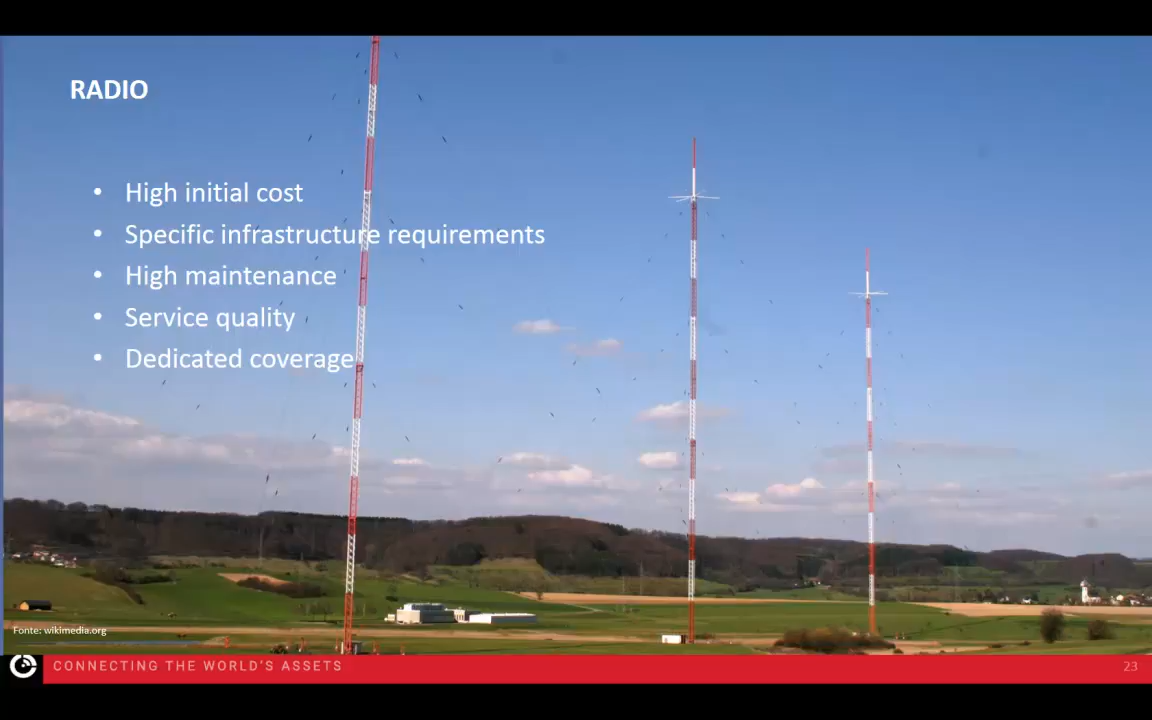 RADIO
• High initial cost
• Specific infrastructure requirements
• High maintenance
• Service quality
• Dedicated coverage
Fonte: wikimedia.org
CONNECTING THE WORLD'S ASSETS
23